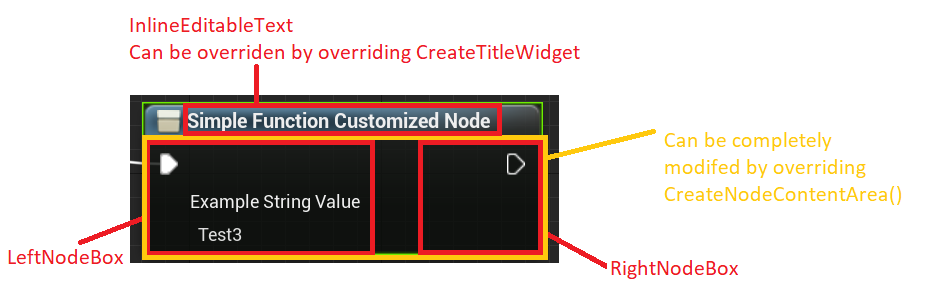 InlineEditableText
Can be overriden by overriding CreateTitleWidget
Simple Function Customized Node
Can be completely
modifed by overriding
CreateNodeContentArea()
Example String Value
Test3
LeftNodeBox
RightNodeBox